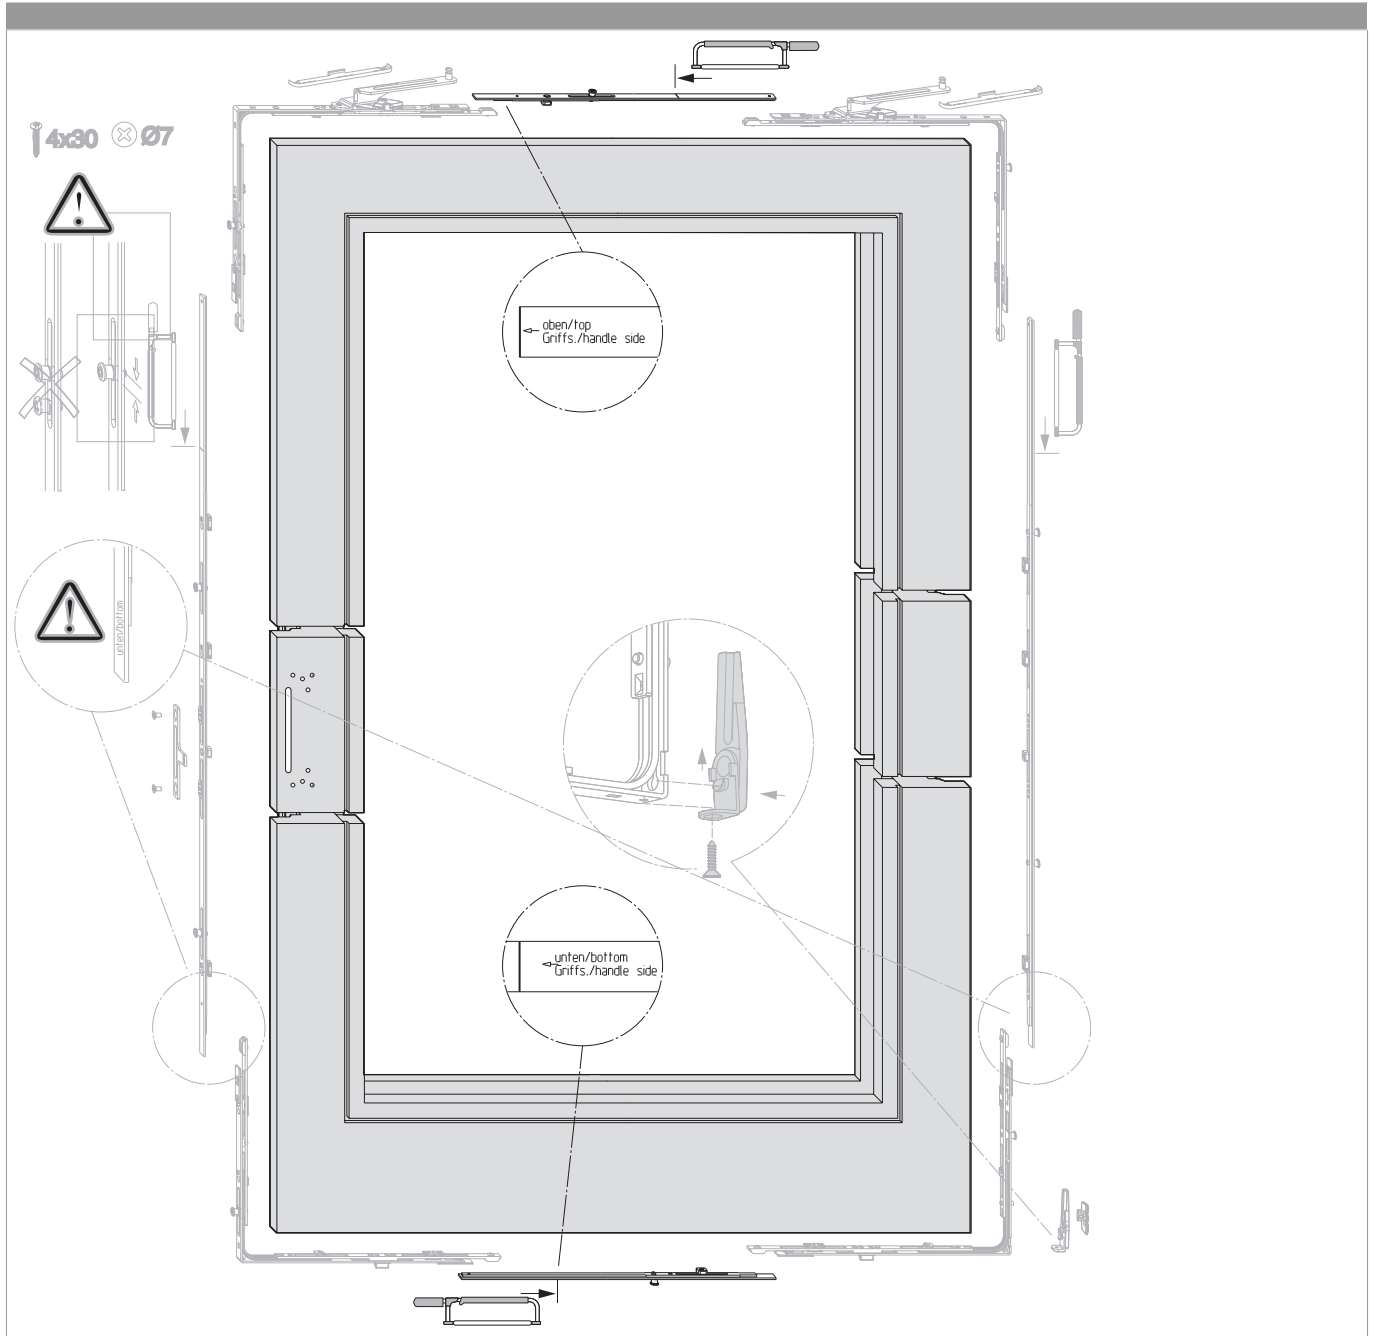 4x30 Ø7
oben/top
Griffs./handle side
unten/bottom
unten/bottom
Griffs./handle side